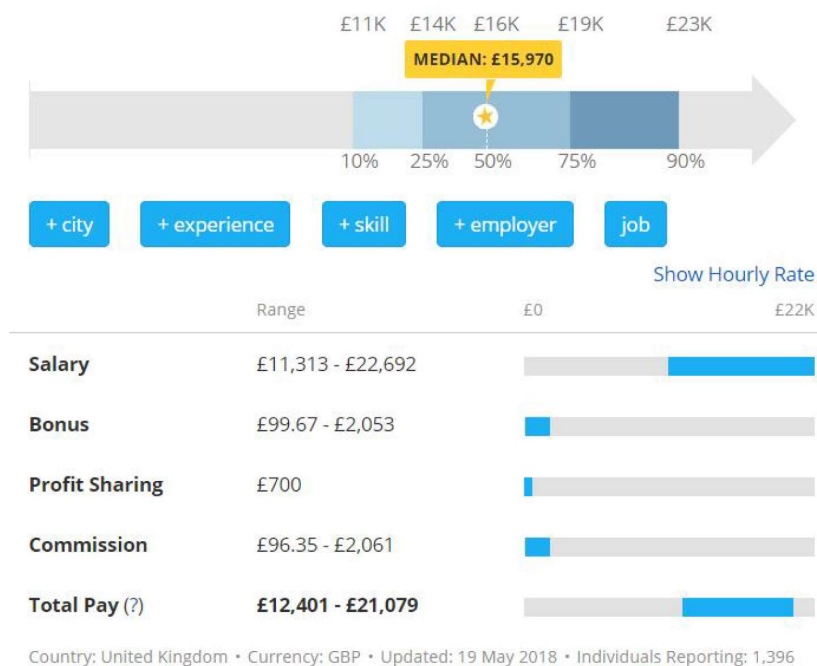 £11K £14K £16K £19K £23K
MEDIAN: £15,970
10% 25% 50% 75% 90%
+ city + experience + skill + employer job
Show Hourly Rate
Range £0 £22K
Salary £11,313 - £22,692
Bonus £99.67 - £2,053
Profit Sharing £700
Commission £96.35 - £2,061
Total Pay (?) £12,401 - £21,079
Country: United Kingdom • Currency: GBP • Updated: 19 May 2018 • Individuals Reporting: 1,396